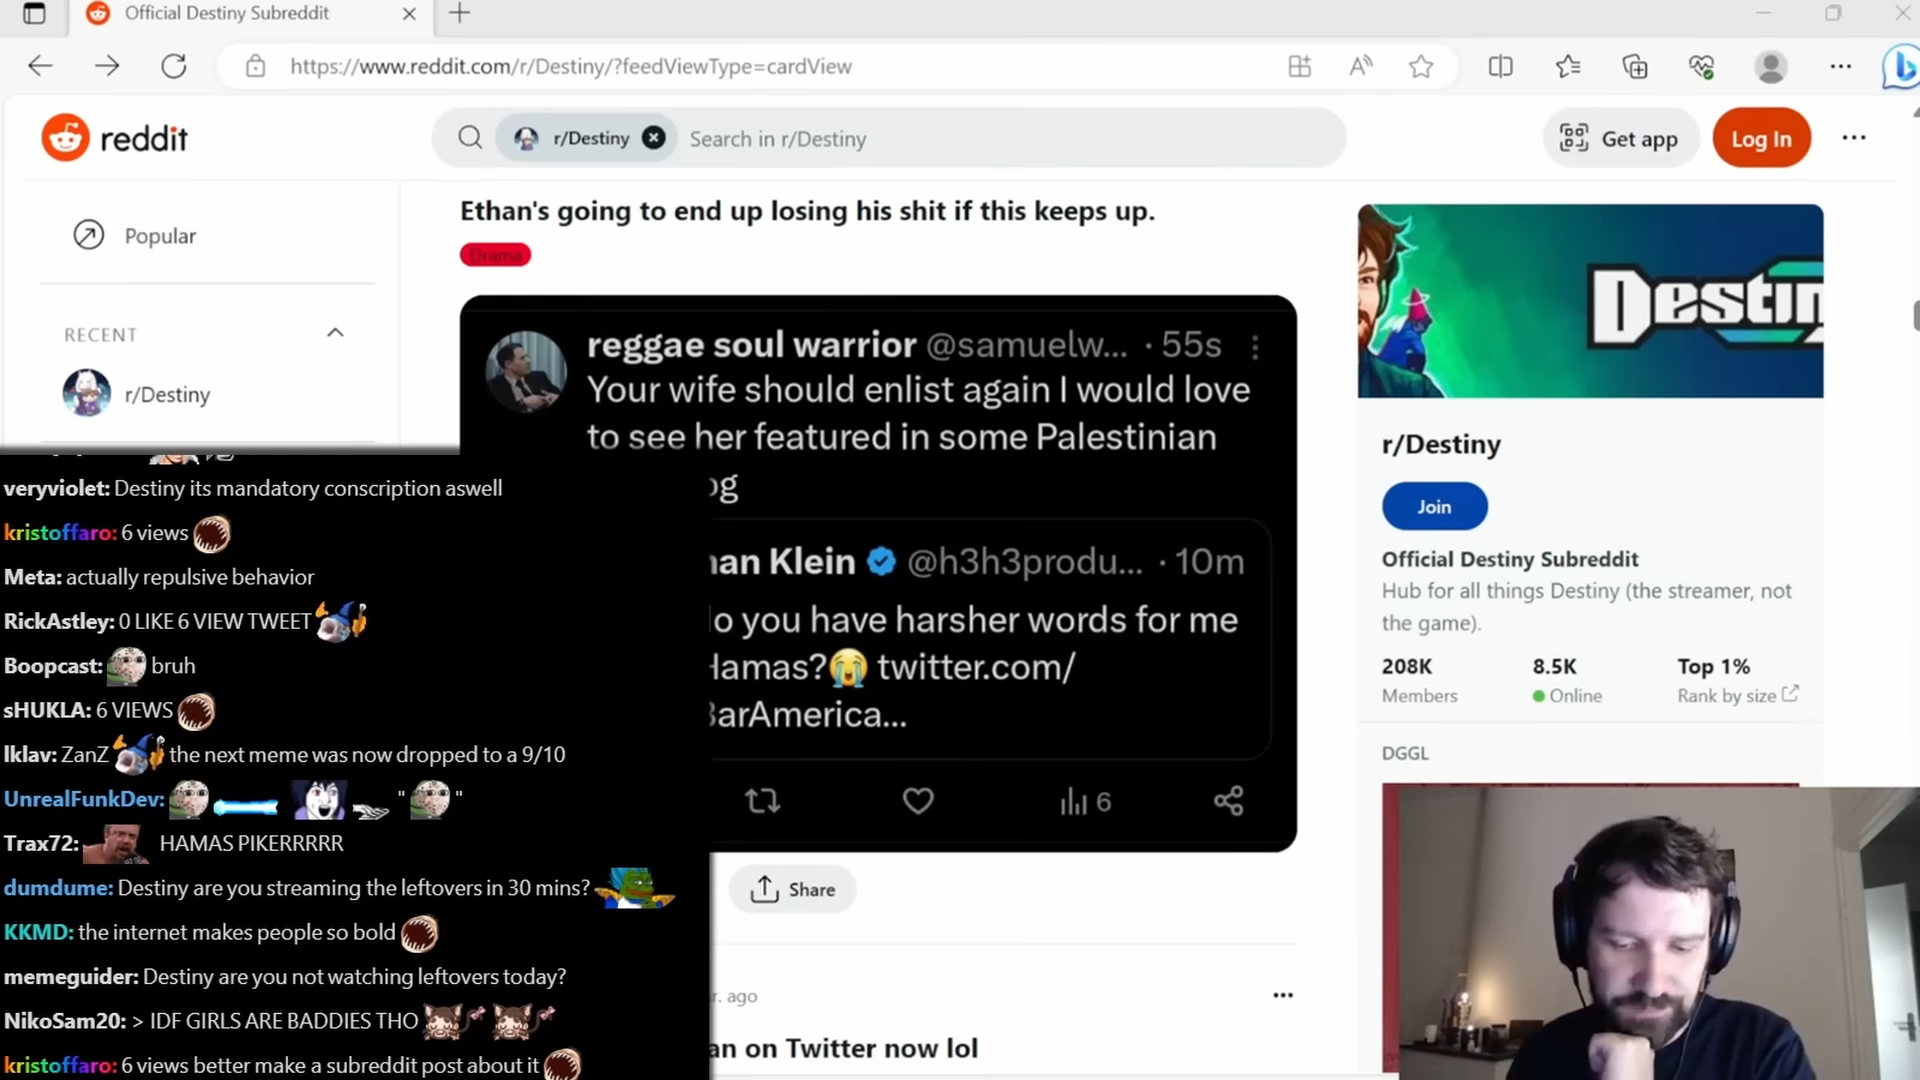 Official Destiny Subreddit
https://www.reddit.com/r/Destiny/?feedViewType=cardView
reddit
r/Destiny
Search in r/Destiny
Get app
Log In
Popular
RECENT
r/Destiny
Ethan's going to end up losing his shit if this keeps up.
Drama
reggae soul warrior @samuelw... · 55s
Your wife should enlist again I would love
to see her featured in some Palestinian
og
an Klein @h3h3produ... · 10m
o you have harsher words for me
Hamas?😭 twitter.com/
BarAmerica...
6
Share
r. ago
an on Twitter now lol
veryviolet: Destiny its mandatory conscription aswell
kristoffaro: 6 views
Meta: actually repulsive behavior
RickAstley: 0 LIKE 6 VIEW TWEET
Boopcast: bruh
sHUKLA: 6 VIEWS
lklav: ZanZ the next meme was now dropped to a 9/10
UnrealFunkDev: " "
Trax72: HAMAS PIKERRRRR
dumdume: Destiny are you streaming the leftovers in 30 mins?
KKMD: the internet makes people so bold
memeguider: Destiny are you not watching leftovers today?
NikoSam20: > IDF GIRLS ARE BADDIES THO
kristoffaro: 6 views better make a subreddit post about it
Destin
r/Destiny
Join
Official Destiny Subreddit
Hub for all things Destiny (the streamer, not
the game).
208K 8.5K Top 1%
Members Online Rank by size
DGGL